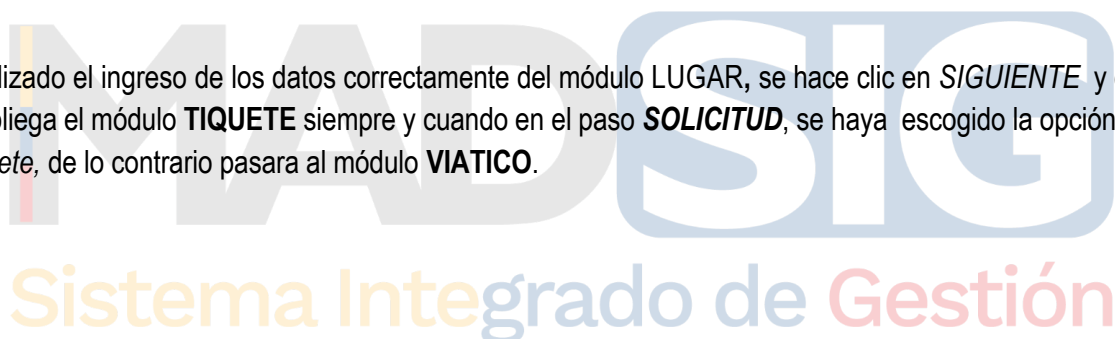 MADSIG
lizado el ingreso de los datos correctamente del módulo LUGAR, se hace clic en SIGUIENTE y
liega el módulo TIQUETE siempre y cuando en el paso SOLICITUD, se haya escogido la opción
ete, de lo contrario pasara al módulo VIATICO.
Sistema Integrado de Gestión